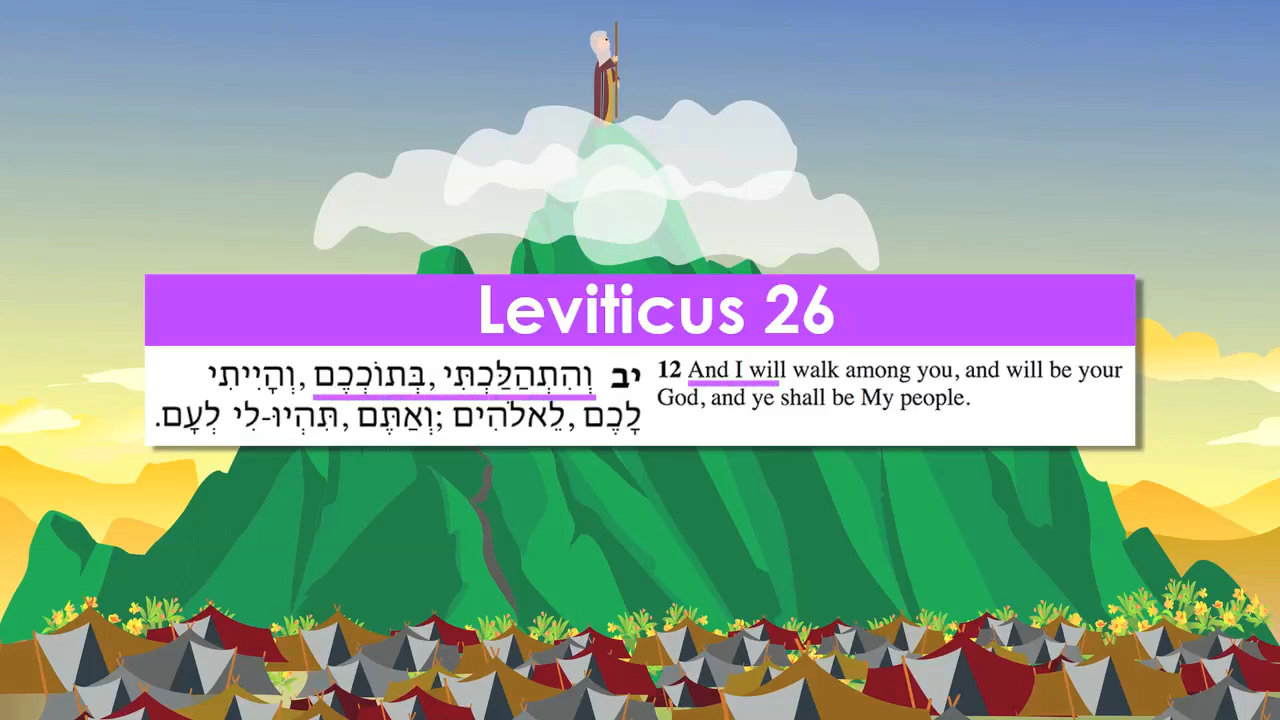 Leviticus 26
יב וְהִתְהַלַּכְתִּי, בְּתוֹכְכֶם, וְהָיִיתִי
לָכֶם, לֵאלֹהִים; וְאַתֶּם, תִּהְיוּ-לִי לְעָם.
12 And I will walk among you, and will be your
God, and ye shall be My people.